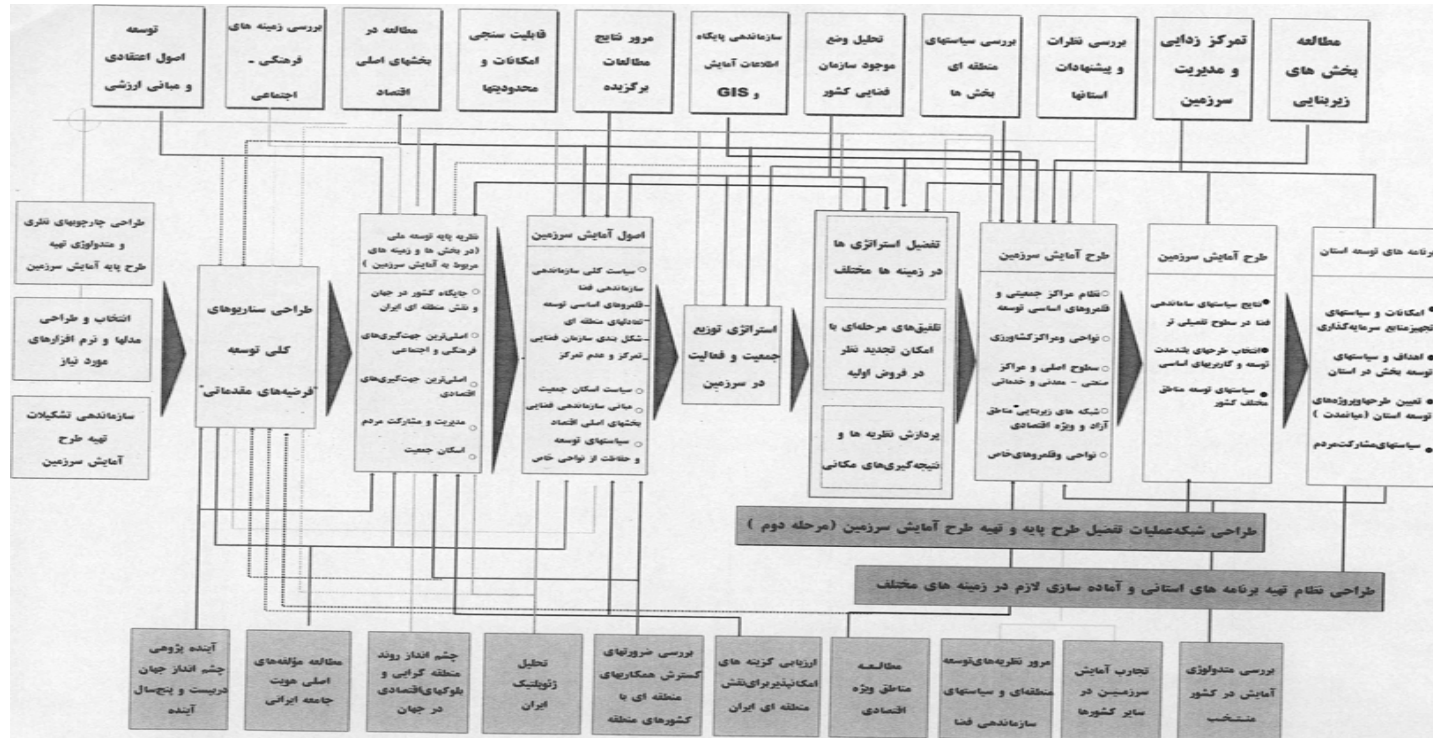 توسعه
اصول اعتقادی
و مبانی ارزشی
بررسی زمینه های
فرهنگی -
اجتماعی
مطالعه در
بخشهای اصلی
اقتصاد
قابلیت سنجی
امکانات و
محدودیتها
مرور نتایج
مطالعات
برگزیده
سازماندهی پایگاه
اطلاعات آمایش
و GIS
تحلیل وضع
موجود سازمان
فضایی کشور
بررسی سیاستهای
منطقه ای
بخش ها
بررسی نظرات
و پیشنهادات
استانها
تمرکز زدایی
و مدیریت
سرزمین
مطالعه
بخش های
زیربنایی
طراحی چارچوبهای نظری
و متدولوژی تهیه
طرح پایه آمایش سرزمین
انتخاب و طراحی
مدلها و نرم افزارهای
مورد نیاز
سازماندهی تشکیلات
تهیه طرح
آمایش سرزمین
طراحی سناریوهای
کلی توسعه
"فرضیه‌های مقدماتی"
نظریه پایه توسعه ملی
(در بخش ها و زمینه های
مربوط به آمایش سرزمین )
جایگاه کشور در جهان
و نقش منطقه ای ایران
اصلی‌ترین جهت‌گیری‌های
فرهنگی و اجتماعی
اصلی‌ترین جهت‌گیری‌های
اقتصادی
مدیریت و مشارکت مردم
اسکان جمعیت
اصول آمایش سرزمین
سیاست کلی سازماندهی
سازماندهی فضا
قلمروهای اساسی توسعه
تعادلهای منطقه ای
شکل بندی سازمان فضایی
تمرکز و عدم تمرکز
سیاست اسکان جمعیت
مبانی سازماندهی فضایی
بخشهای اصلی اقتصاد
سیاستهای توسعه
و حفاظت از نواحی خاص
استراتژی توزیع
جمعیت و فعالیت
در سرزمین
تفضیل استراتژی ها
در زمینه ها مختلف
تلفیق‌های مرحله‌ای با
امکان تجدید نظر
در فروض اولیه
پردازش نظریه ها و
نتیجه‌گیری‌های مکانی
طرح آمایش سرزمین
نظام مراکز جمعیتی و
قلمروهای اساسی توسعه
نواحی ومراکزکشاورزی
سطوح اصلی و مراکز
صنعتی - معدنی و خدماتی
شبکه های زیربنایی مناطق
آزاد و ویژه اقتصادی
نواحی وقلمروهای‌خاص
طرح آمایش سرزمین
نتایج سیاستهای ساماندهی
فضا در سطوح تفصیلی تر
انتخاب طرحهای بلندمدت
توسعه و کاربریهای اساسی
سیاستهای توسعه مناطق
مختلف کشور
برنامه های توسعه استان
امکانات و سیاستهای
تجهیزمنابع سرمایه‌گذاری
اهداف و سیاستهای
توسعه بخش در استان
تعیین طرحهاوپروژه‌های
توسعه استان (میانمدت )
سیاستهای‌مشارکت‌مردم
طراحی شبکه‌عملیات تفضیل طرح پایه و تهیه طرح آمایش سرزمین (مرحله دوم )
طراحی نظام تهیه برنامه های استانی و آماده سازی لازم در زمینه های مختلف
آینده پژوهی
چشم انداز جهان
دربیست و پنج‌سال
آینده
مطالعه مؤلفه‌های
اصلی هویت
جامعه ایرانی
چشم انداز روند
منطقه گرایی و
بلوکهای‌اقتصادی
در جهان
تحلیل
ژئوپلتیک
ایران
بررسی ضرورتهای
گسترش همکاریهای
منطقه ای با
کشورهای منطقه
ارزیابی گزینه های
امکانپذیربرای‌نقش
منطقه ای ایران
مطالعه
مناطق ویژه
اقتصادی
مرور نظریه‌های‌توسعه
منطقه‌ای و سیاستهای
سازماندهی فضا
تجارب آمایش
سرزمین در
سایر کشورها
بررسی متدولوژی
آمایش در کشور
منتخب